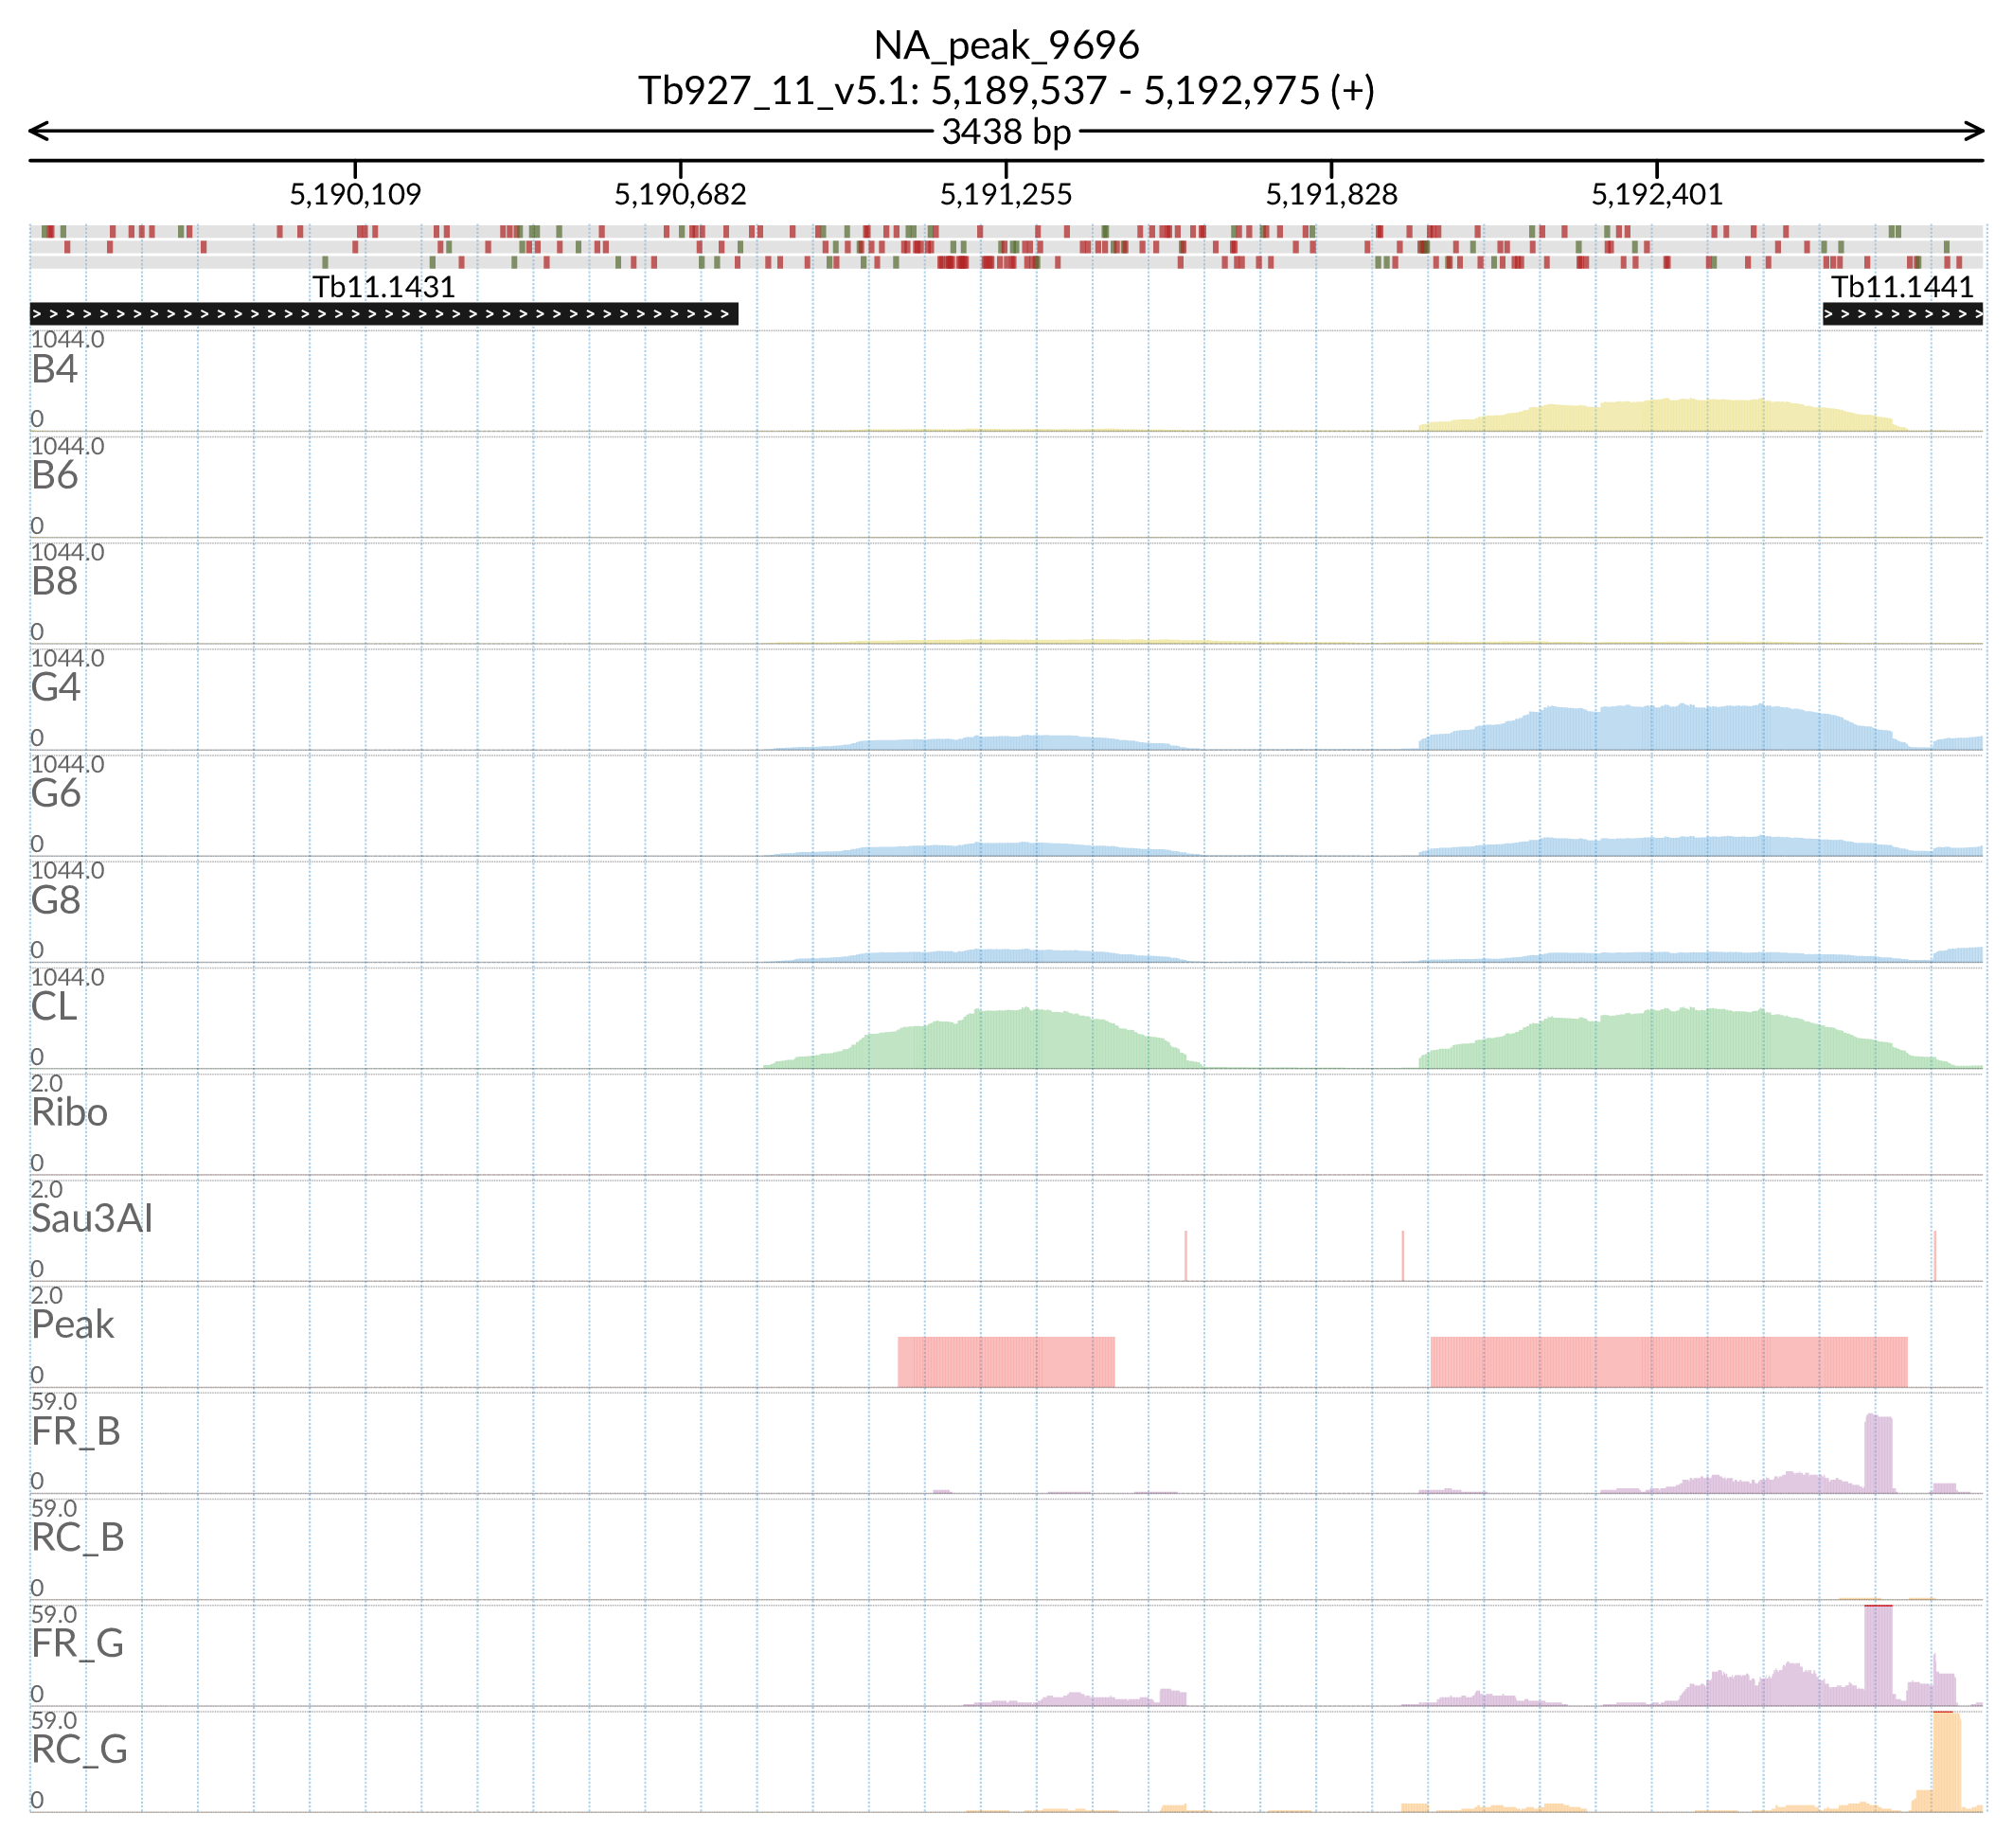 NA_peak_9696
Tb927_11_v5.1: 5,189,537 - 5,192,975 (+)
3438 bp
5,190,109 5,190,682 5,191,255 5,191,828 5,192,401
Tb11.1431 Tb11.1441
1044.0
B4
0
1044.0
B6
0
1044.0
B8
0
1044.0
G4
0
1044.0
G6
0
1044.0
G8
0
1044.0
CL
0
2.0
Ribo
0
2.0
Sau3AI
0
2.0
Peak
0
59.0
FR_B
0
59.0
RC_B
0
59.0
FR_G
0
59.0
RC_G
0